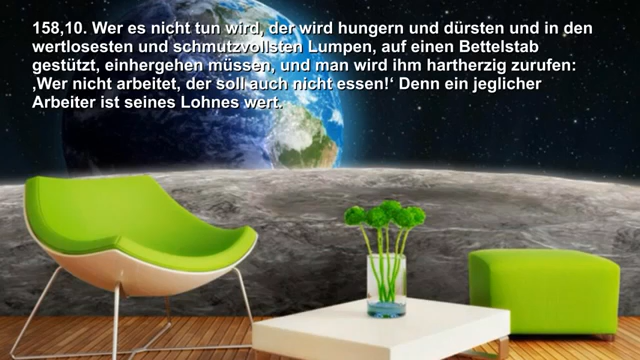 158,10. Wer es nicht tun wird, der wird hungern und dürsten und in den
wertlosesten und schmutzvollsten Lumpen, auf einen Bettelstab
gestützt, einhergehen müssen, und man wird ihm hartherzig zurufen:
‚Wer nicht arbeitet, der soll auch nicht essen!‘ Denn ein jeglicher
Arbeiter ist seines Lohnes wert.